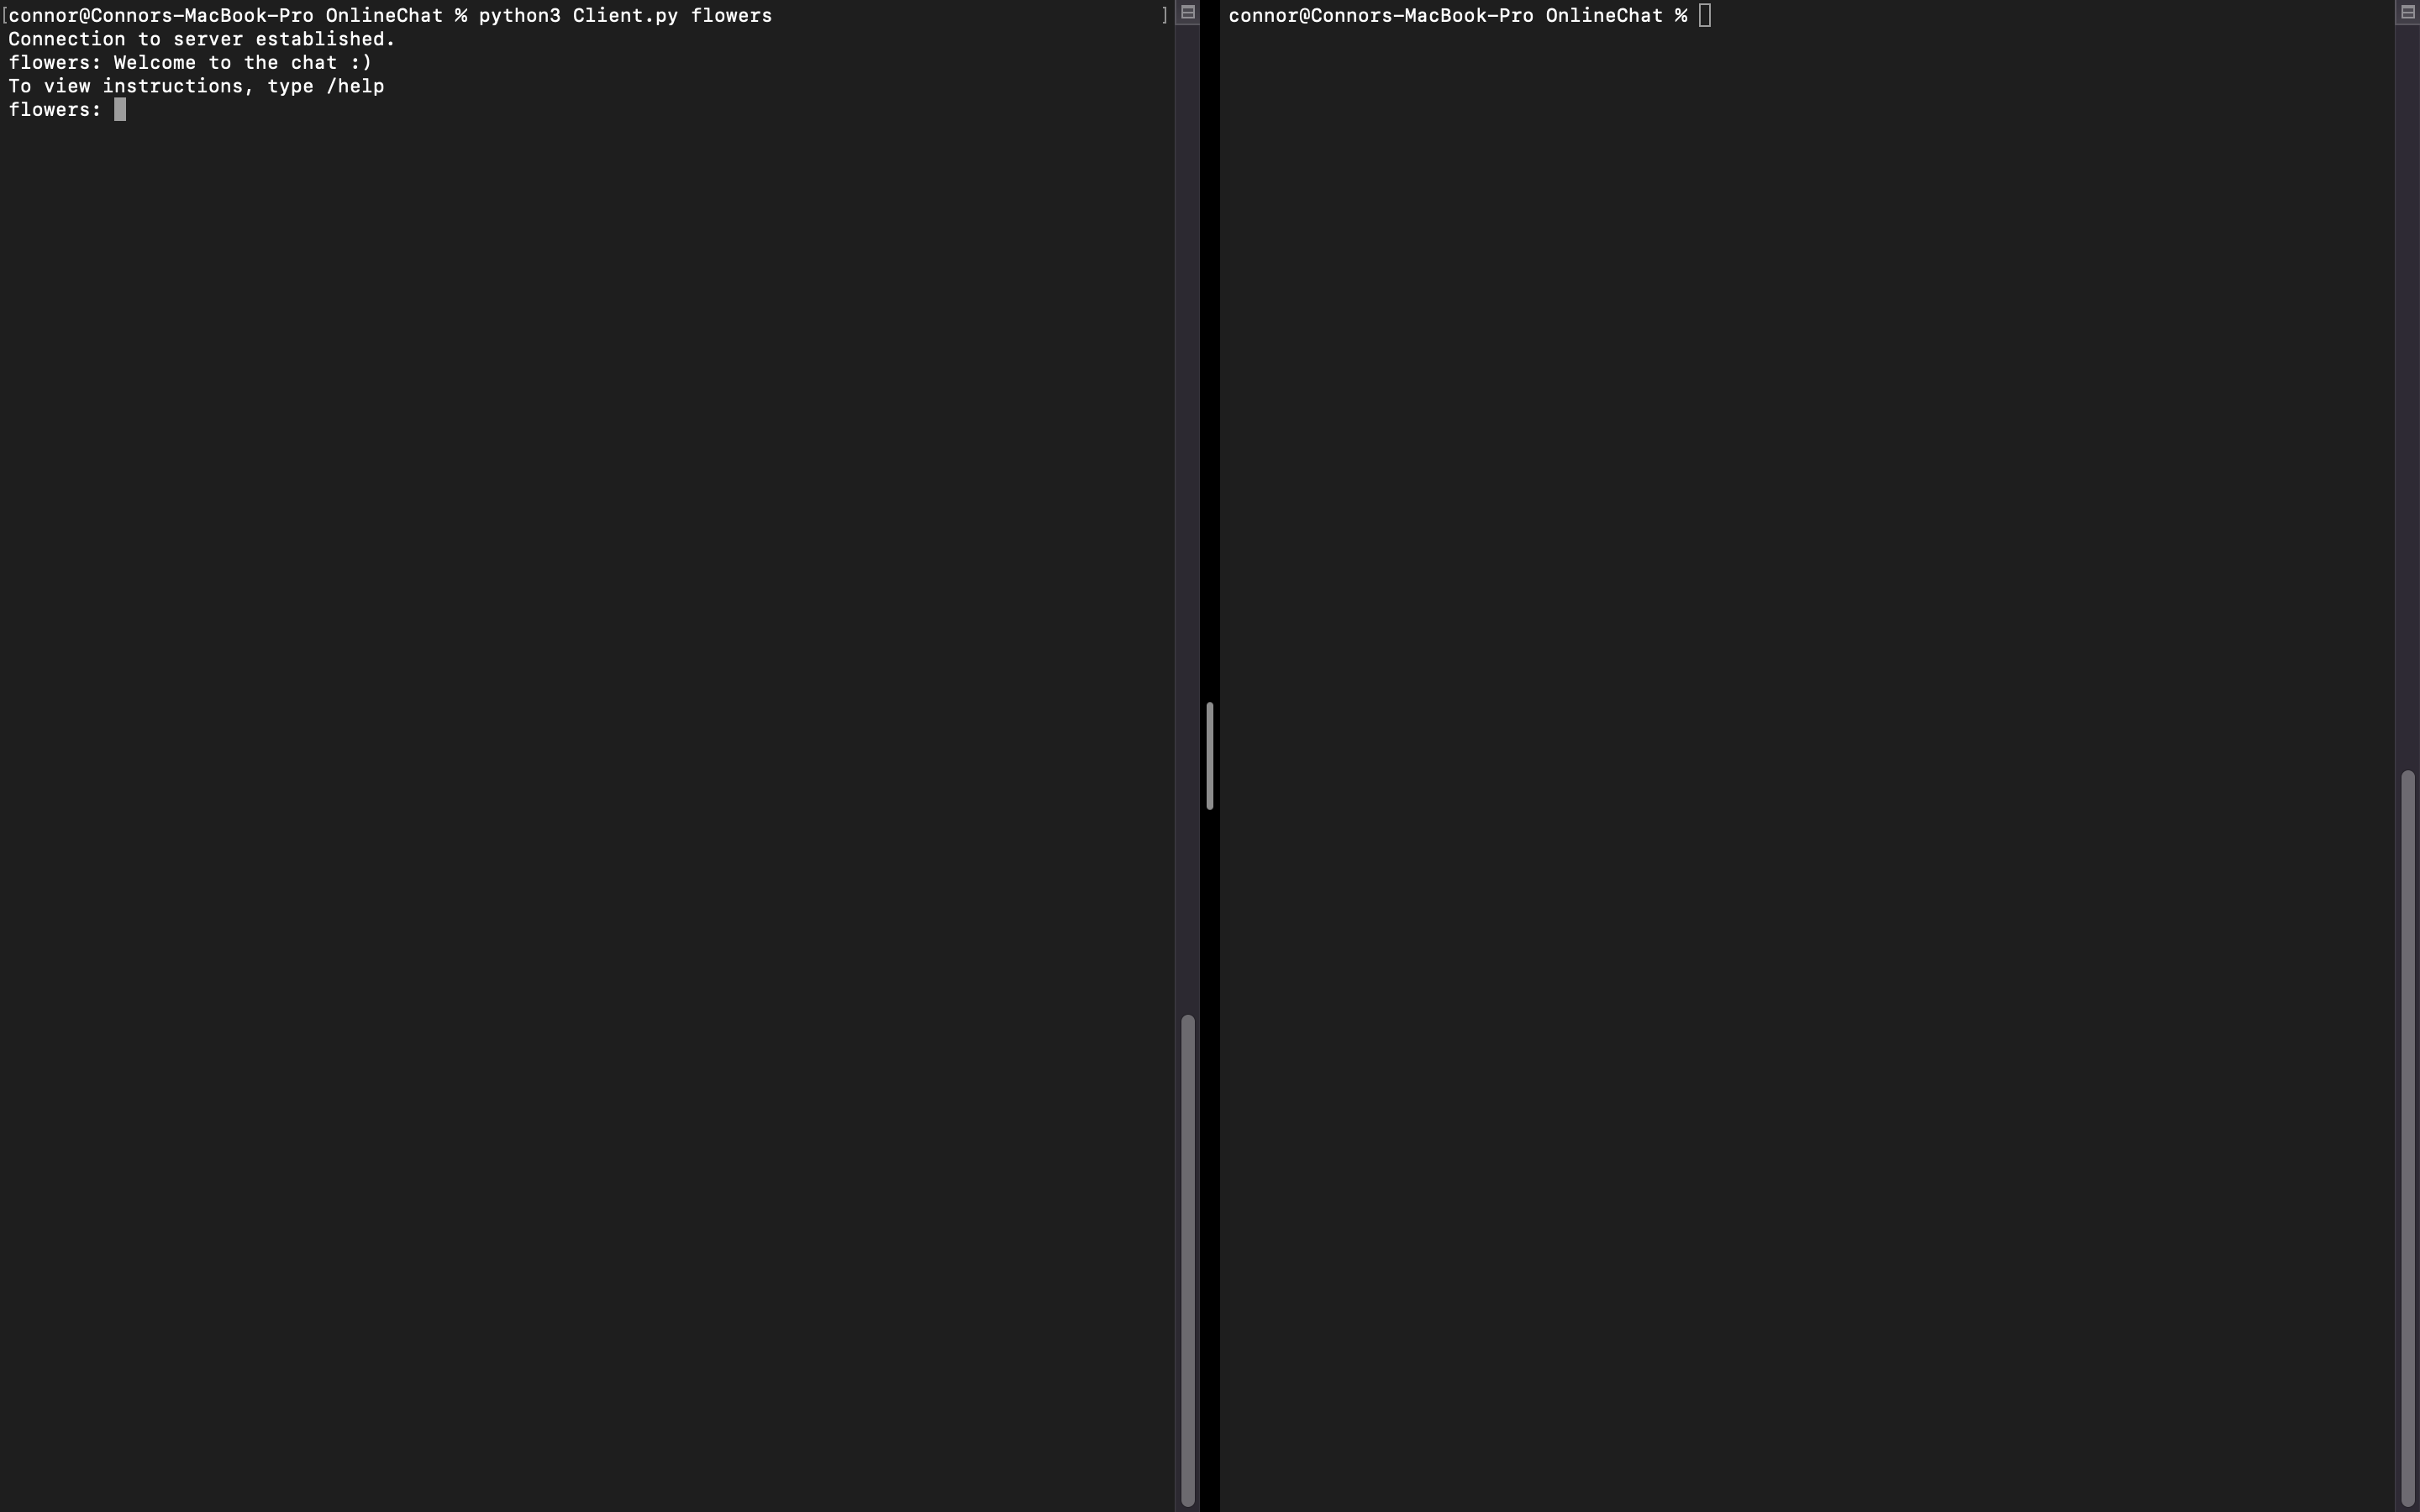 [connor@Connors-MacBook-Pro OnlineChat % python3 Client.py flowers ]
Connection to server established.
flowers: Welcome to the chat :)
To view instructions, type /help
flowers:
connor@Connors-MacBook-Pro OnlineChat %